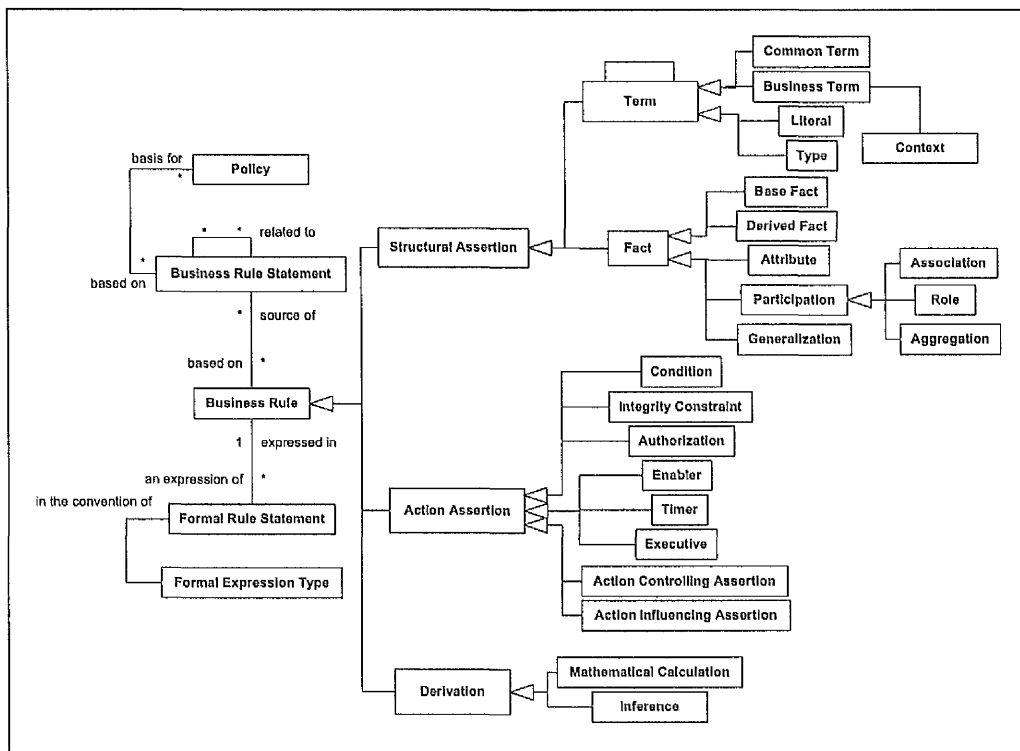 Common Term
Term
Business Term
Literal
Context
Type
basis for
*
Policy
Base Fact
* * related to
Structural Assertion
Fact
Derived Fact
*
Business Rule Statement
based on
Attribute
Association
Participation
Role
* source of
Generalization
Aggregation
based on *
Condition
Business Rule
Integrity Constraint
1 expressed in
Authorization
an expression of *
Enabler
in the convention of
Formal Rule Statement
Action Assertion
Timer
Executive
Formal Expression Type
Action Controlling Assertion
Action Influencing Assertion
Mathematical Calculation
Derivation
Inference